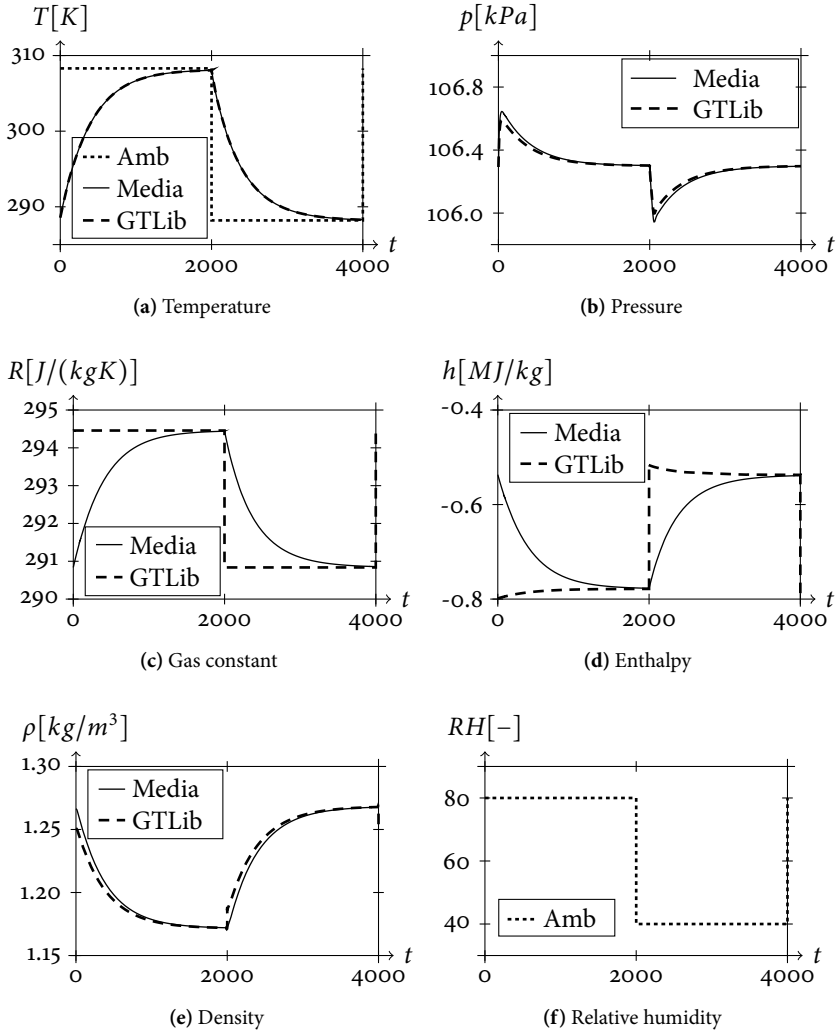 T[K]
310
300
290
Amb
Media
GTLib
0 2000 4000 t
(a) Temperature
p[kPa]
106.8
106.4
106.0
Media
GTLib
0 2000 4000 t
(b) Pressure
R[J/(kgK)]
295
294
293
292
291
290
Media
GTLib
0 2000 4000 t
(c) Gas constant
h[MJ/kg]
-0.4
-0.6
-0.8
Media
GTLib
0 2000 4000 t
(d) Enthalpy
ρ[kg/m³]
1.30
1.25
1.20
1.15
Media
GTLib
0 2000 4000 t
(e) Density
RH[−]
80
60
40
Amb
0 2000 4000 t
(f) Relative humidity